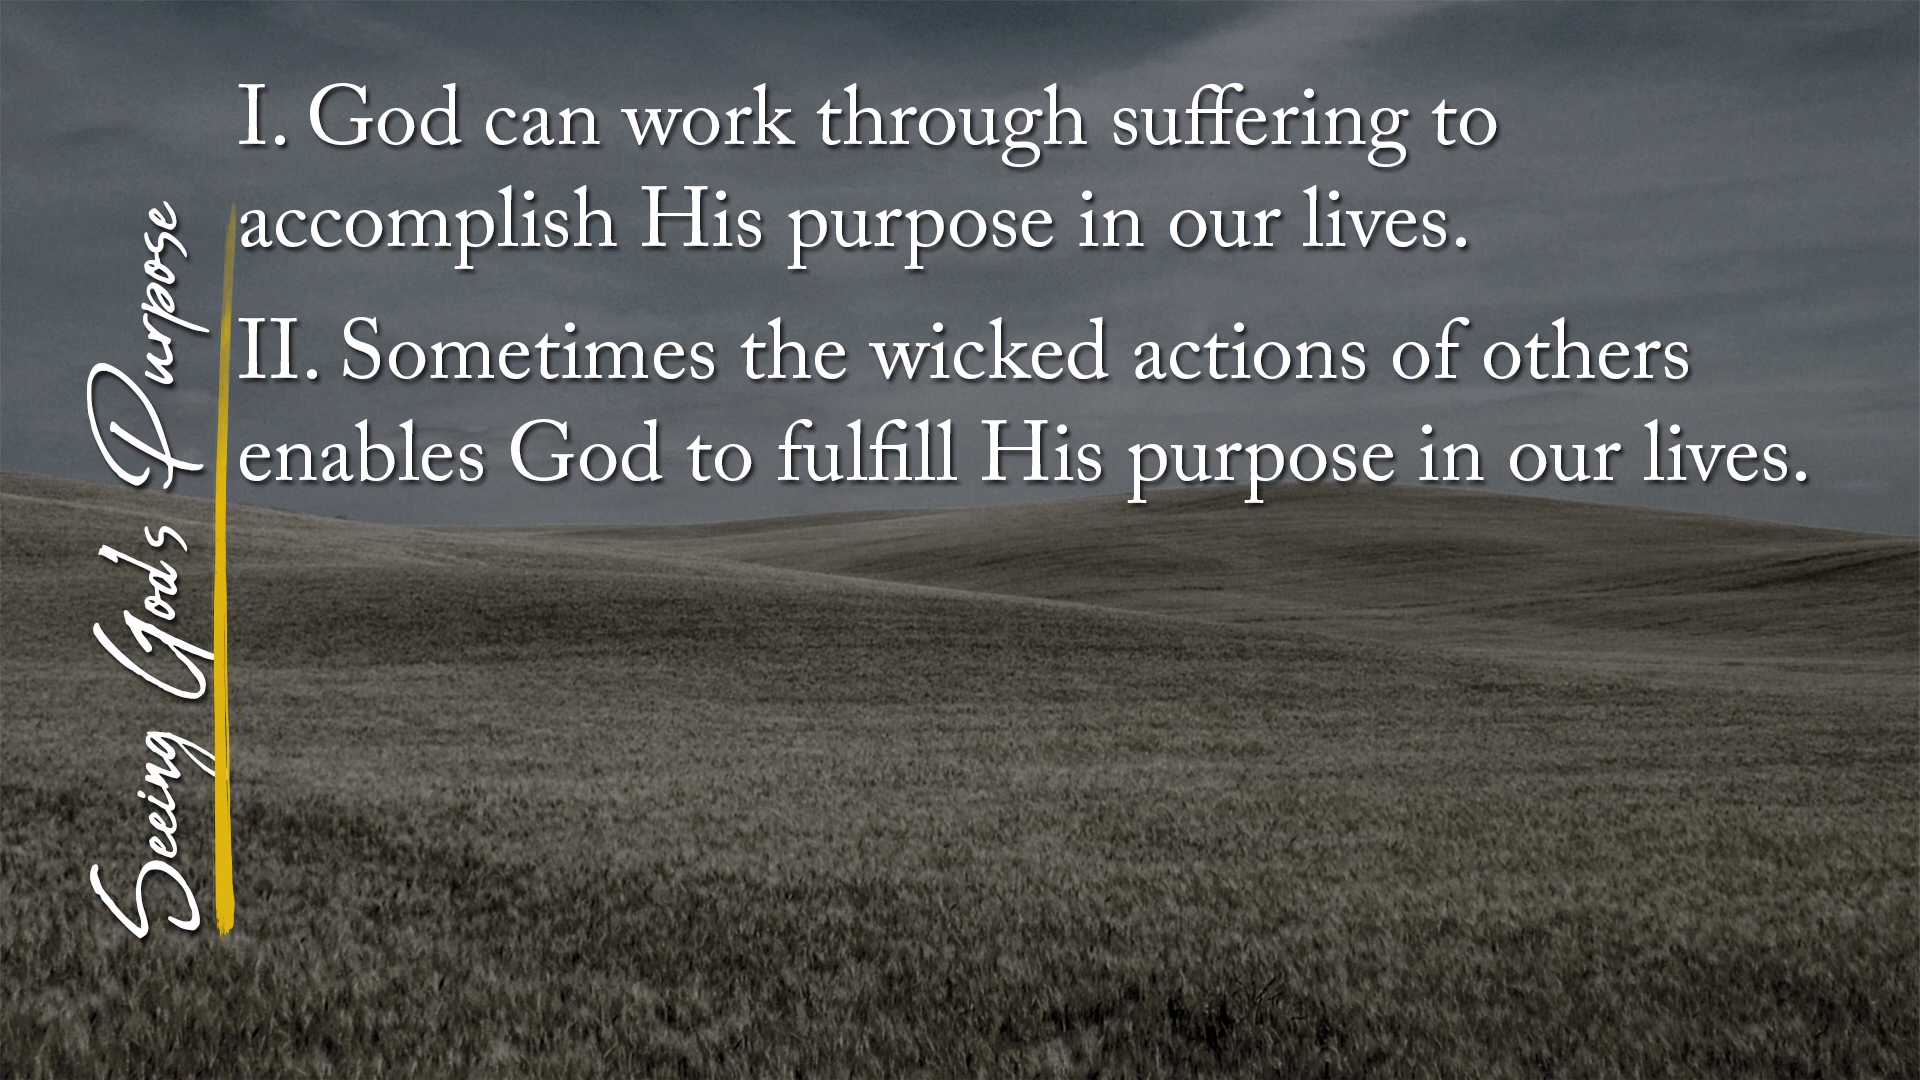 Seeing God's Purpose
I. God can work through suffering to
accomplish His purpose in our lives.
II. Sometimes the wicked actions of others
enables God to fulfill His purpose in our lives.